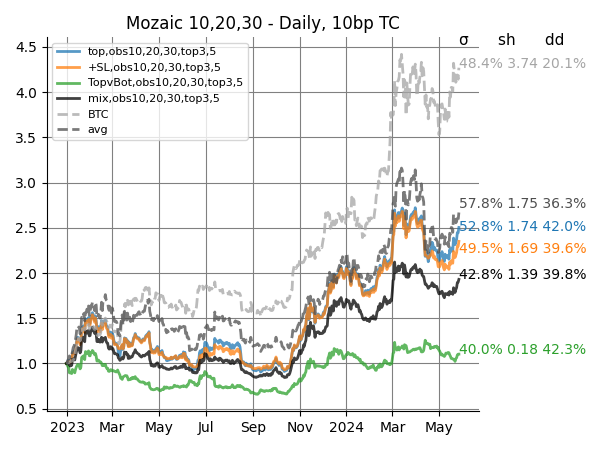 Mozaic 10,20,30 - Daily, 10bp TC
σ sh dd
top,obs10,20,30,top3,5
+SL,obs10,20,30,top3,5
TopvBot,obs10,20,30,top3,5
mix,obs10,20,30,top3,5
BTC
avg
4.5
4.0
3.5
3.0
2.5
2.0
1.5
1.0
0.5
48.4% 3.74 20.1%
57.8% 1.75 36.3%
52.8% 1.74 42.0%
49.5% 1.69 39.6%
42.8% 1.39 39.8%
40.0% 0.18 42.3%
2023 Mar May Jul Sep Nov 2024 Mar May